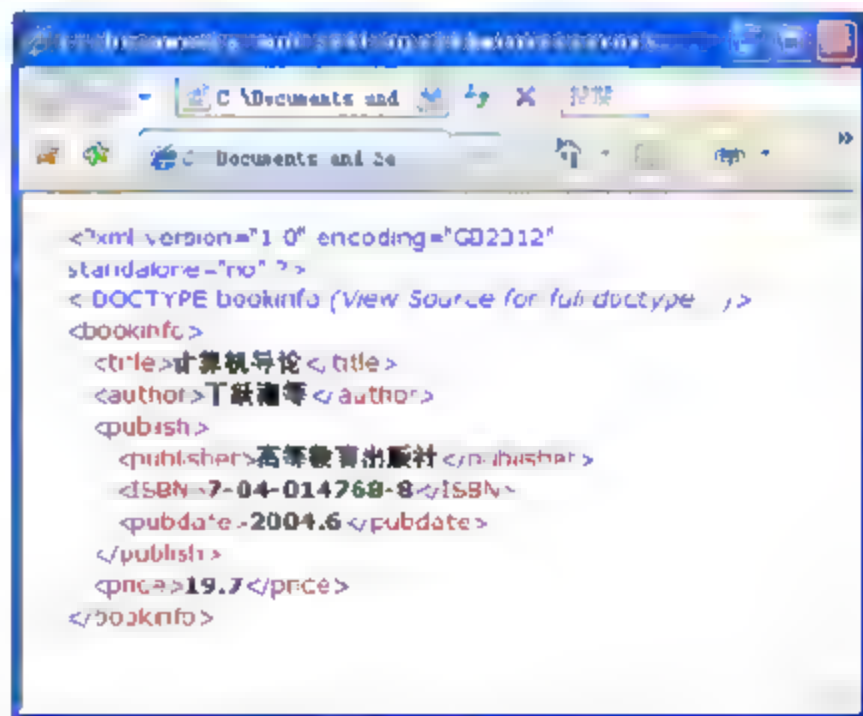 C:\Documents and
搜搜
C:\Documents and Se
<?xml version="1.0" encoding="GB2312"
standalone="no" ?>
<!DOCTYPE bookinfo (View Source for full doctype...)>
<bookinfo>
<title>计算机导论</title>
<author>丁跃潮等</author>
<publish>
<publisher>高等教育出版社</publisher>
<ISBN>7-04-014768-8</ISBN>
<pubdate>2004.6</pubdate>
</publish>
<price>19.7</price>
</bookinfo>